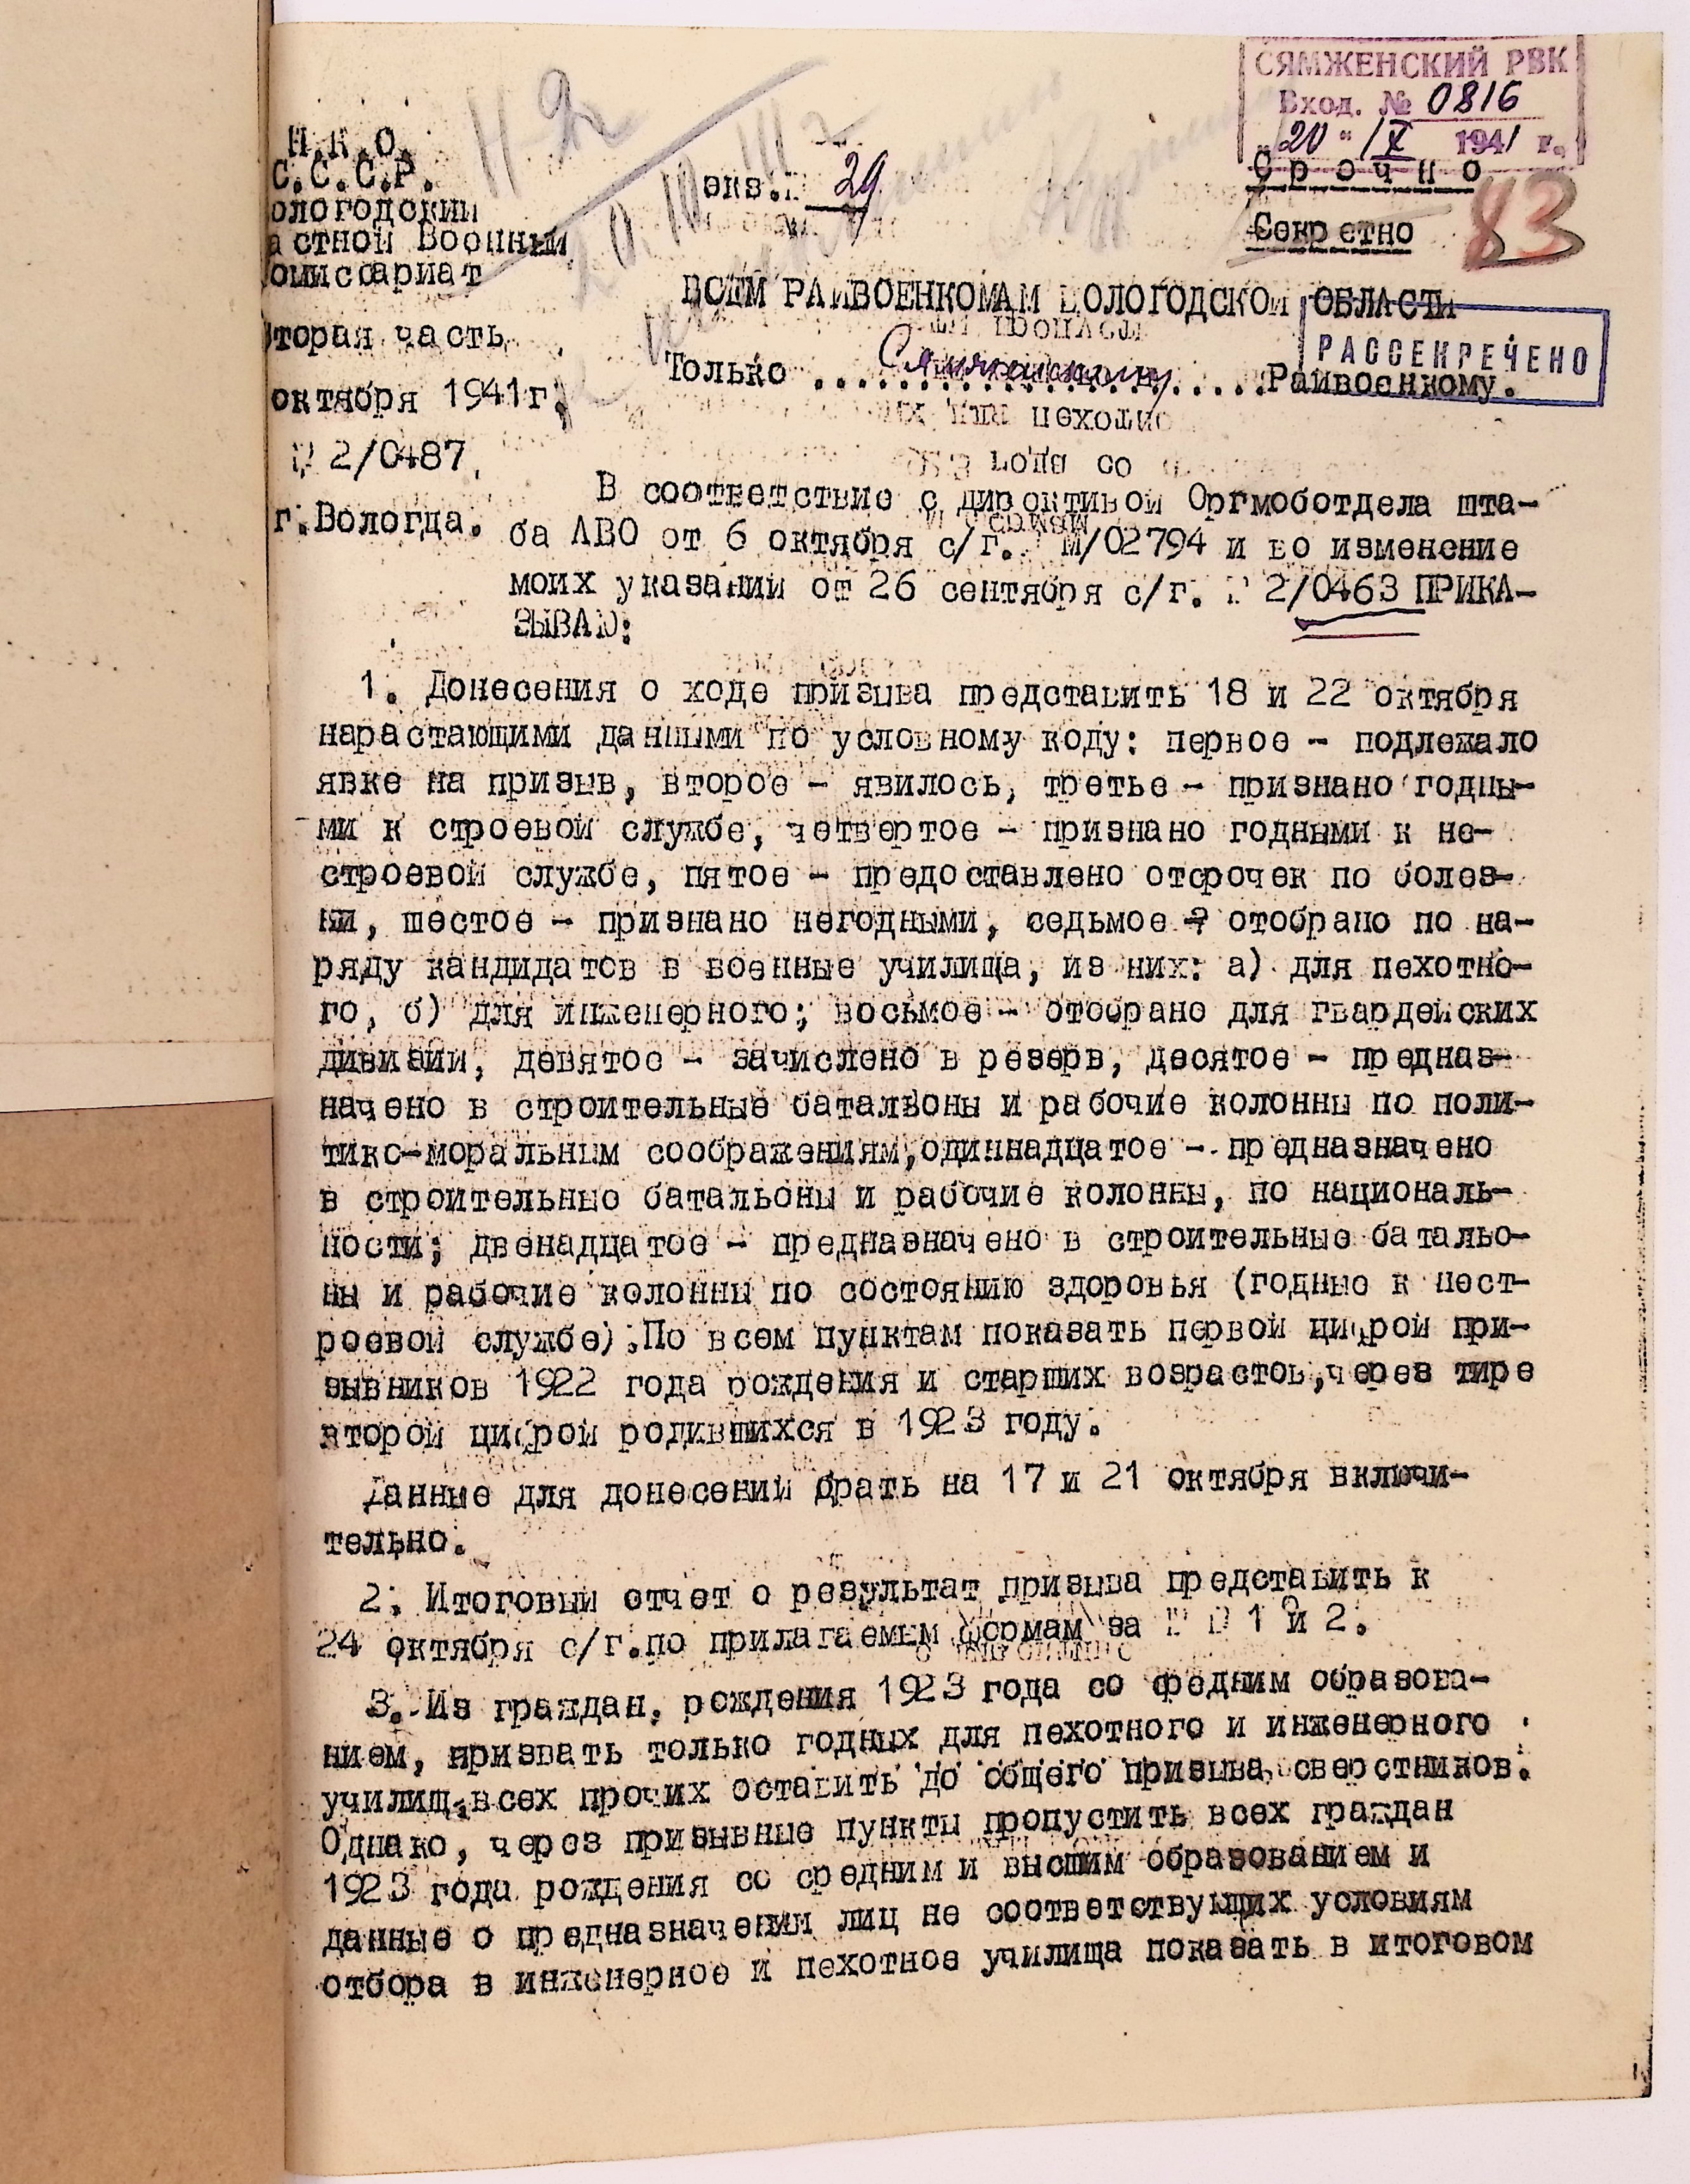 СЯМЖЕНСКИЙ РВК
Вход. № 0816
"20" IX 1941 г.
Срочно
Секретно
83
Н.К.О.
С.С.С.Р.
ологодский
астной Военный
омиссариат
торая часть
октября 1941г.
№ 2/0487
г.Вологда.
экз.№ 29
ВСЕМ РАЙВОЕНКОМАМ ВОЛОГОДСКОЙ ОБЛАСТИ
РАССЕКРЕЧЕНО
Только Сямженскому Райвоенкому.
В соответствие с директивой Оргмоботдела шта-
ба АВО от 6 октября с/г. № М/02794 и во изменение
моих указаний от 26 сентября с/г. № 2/0463 ПРИКА-
ЗЫВАЮ:
1. Донесения о ходе призыва представить 18 и 22 октября
нарастающими данными по условному коду: первое - подлежало
явке на призыв, второе - явилось, третье - признано годны-
ми к строевой службе, четвертое - признано годными к не-
строевой службе, пятое - предоставлено отсрочек по болез-
ни, шестое - признано негодными, седьмое - отобрано по на-
ряду кандидатов в военные училища, из них: а) для пехотно-
го, б) для инженерного; восьмое - отобрано для гвардейских
дивизий, девятое - зачислено в резерв, десятое - предназ-
начено в строительные батальоны и рабочие колонны по поли-
тико-моральным соображениям, одиннадцатое - предназначено
в строительные батальоны и рабочие колонны, по националь-
ности; двенадцатое - предназначено в строительные батальо-
ны и рабочие колонны по состоянию здоровья (годные к нест-
роевой службе). По всем пунктам показать первой цифрой при-
зывников 1922 года рождения и старших возрастов, через тире
второй цифрой родившихся в 1923 году.
Данные для донесений брать на 17 и 21 октября включи-
тельно.
2. Итоговый отчет о результат призыва представить к
24 октября с/г.по прилагаемым формам за № № 1 и 2.
3. Из граждан, рождения 1923 года со федним образова-
нием, призвать только годных для пехотного и инженерного
училищ, всех прочих оставить до общего призыва сверстников.
Однако, через призывные пункты пропустить всех граждан
1923 года рождения со средним и высшим образованием и
данные о предназначении лиц не соответствующих условиям
отбора в инженерное и пехотное училища показать в итоговом